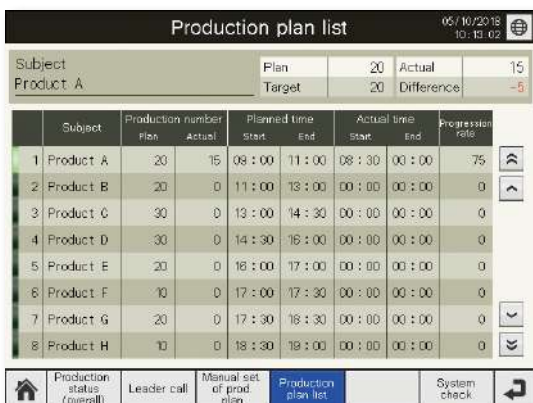 Production plan list
05/10/2018
10:13:02
Subject
Product A
Plan 20 Actual 15
Target 20 Difference -5
Subject Production number Planned time Actual time Progression rate
Plan Actual Start End Start End
1 Product A 20 15 09:00 11:00 08:30 00:00 75
2 Product B 20 0 11:00 13:00 00:00 00:00 0
3 Product C 30 0 13:00 14:30 00:00 00:00 0
4 Product D 30 0 14:30 16:00 00:00 00:00 0
5 Product E 20 0 16:00 17:00 00:00 00:00 0
6 Product F 10 0 17:00 17:30 00:00 00:00 0
7 Product G 20 0 17:30 18:30 00:00 00:00 0
8 Product H 10 0 18:30 19:00 00:00 00:00 0
Production status (overall) Leader call Manual set of prod. plan Production plan list System check